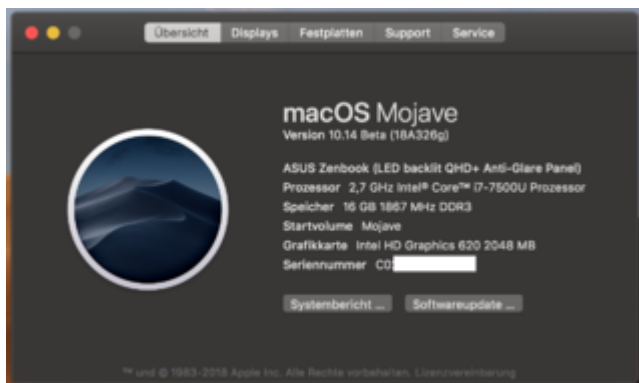 Übersicht Displays Festplatten Support Service
macOS Mojave
Version 10.14 Beta (18A326g)
ASUS Zenbook (LED backlit QHD+ Anti-Glare Panel)
Prozessor 2,7 GHz Intel® Core™ i7-7500U Prozessor
Speicher 16 GB 1867 MHz DDR3
Startvolume Mojave
Grafikkarte Intel HD Graphics 620 2048 MB
Seriennummer C0
Systembericht ... Softwareupdate ...
™ und © 1983-2018 Apple Inc. Alle Rechte vorbehalten. Lizenzvereinbarung